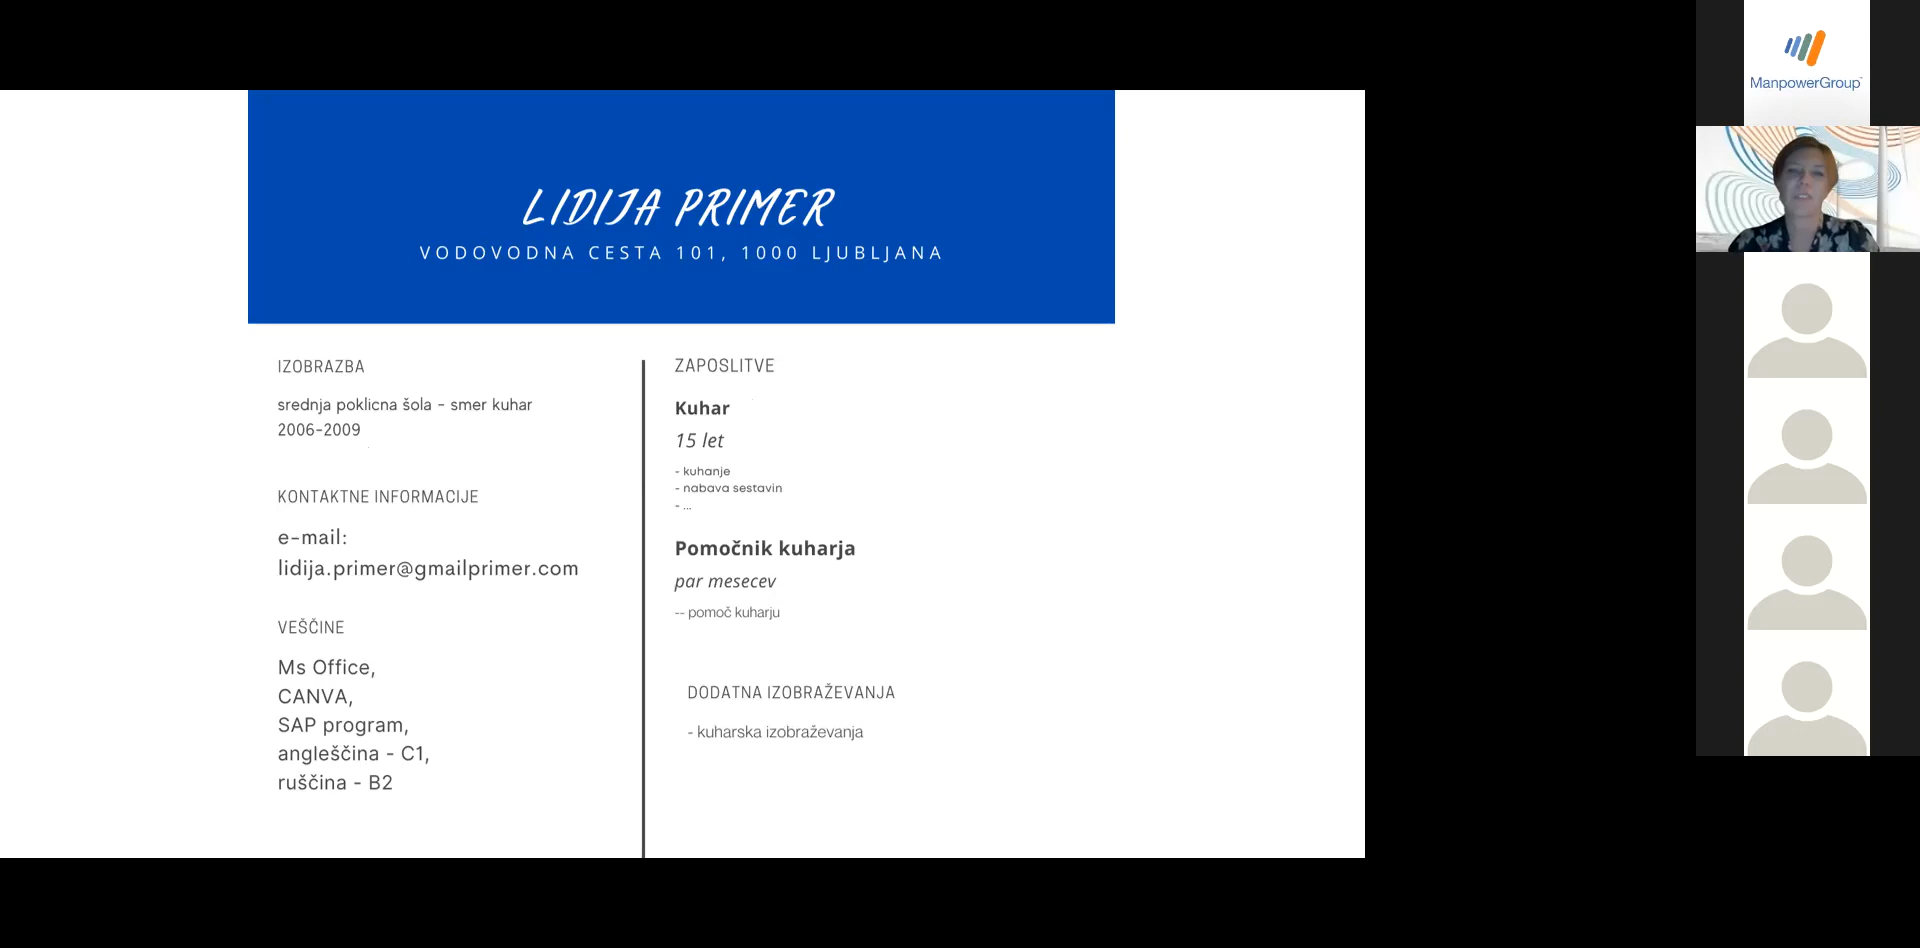 LIDIJA PRIMER
VODOVODNA CESTA 101, 1000 LJUBLJANA
IZOBRAZBA
srednja poklicna šola - smer kuhar
2006-2009
KONTAKTNE INFORMACIJE
e-mail:
lidija.primer@gmailprimer.com
VEŠČINE
Ms Office,
CANVA,
SAP program,
angleščina - C1,
ruščina - B2
ZAPOSLITVE
Kuhar
15 let
- kuhanje
- nabava sestavin
- ...
Pomočnik kuharja
par mesecev
-- pomoč kuharju
DODATNA IZOBRAŽEVANJA
- kuharska izobraževanja
ManpowerGroup